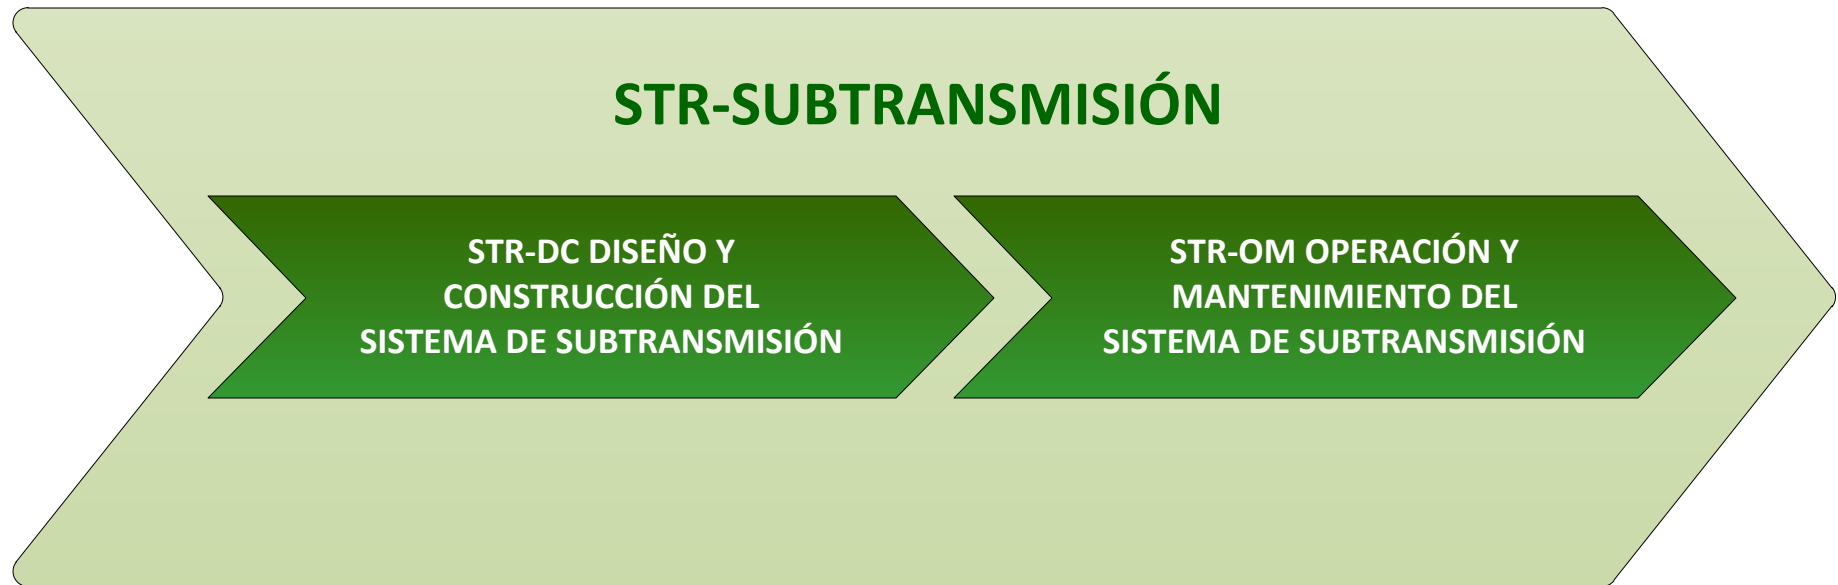 STR-SUBTRANSMISIÓN
STR-DC DISEÑO Y
CONSTRUCCIÓN DEL
SISTEMA DE SUBTRANSMISIÓN
STR-OM OPERACIÓN Y
MANTENIMIENTO DEL
SISTEMA DE SUBTRANSMISIÓN